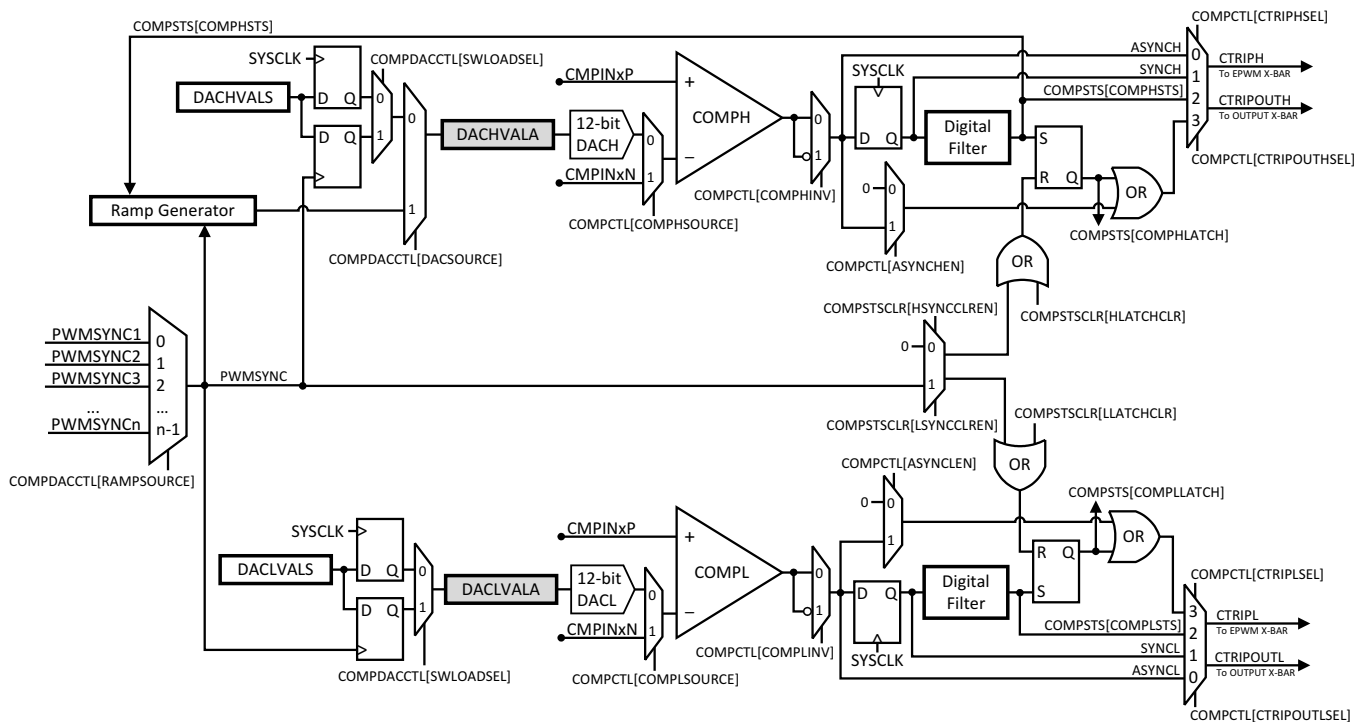 COMPSTS[COMPHSTS]
COMPCTL[CTRIPHSEL]
SYSCLK
COMPDACCTL[SWLOADSEL]
DACHVALS
D Q
0
D Q
1
0
1
DACHVALA
CMPINxP
12-bit
DACH
0
1
CMPINxN
COMPCTL[COMPHSOURCE]
+
COMPH
−
0
1
COMPCTL[COMPHINV]
SYSCLK
D Q
Digital
Filter
0
0
1
COMPCTL[ASYNCHEN]
S
R Q
OR
COMPSTS[COMPHLATCH]
ASYNCH
SYNCH
COMPSTS[COMPHSTS]
0
1
2
3
CTRIPH
To EPWM X-BAR
CTRIPOUTH
To OUTPUT X-BAR
COMPCTL[CTRIPOUTHSEL]
Ramp Generator
COMPDACCTL[DACSOURCE]
OR
COMPSTSCLR[HLATCHCLR]
COMPSTSCLR[HSYNCCLREN]
0
0
1
COMPSTSCLR[LSYNCCLREN]
PWMSYNC1
PWMSYNC2
PWMSYNC3
...
PWMSYNCn
0
1
2
...
n-1
PWMSYNC
COMPDACCTL[RAMPSOURCE]
COMPSTSCLR[LLATCHCLR]
OR
COMPCTL[ASYNCLEN]
0
0
1
COMPSTS[COMPLLATCH]
SYSCLK
DACLVALS
D Q
0
D Q
1
COMPDACCTL[SWLOADSEL]
DACLVALA
CMPINxP
12-bit
DACL
0
1
CMPINxN
COMPCTL[COMPLSOURCE]
+
COMPL
−
0
1
COMPCTL[COMPLINV]
D Q
SYSCLK
Digital
Filter
R Q
S
OR
COMPCTL[CTRIPLSEL]
COMPSTS[COMPLSTS]
SYNCL
ASYNCL
3
2
1
0
CTRIPL
To EPWM X-BAR
CTRIPOUTL
To OUTPUT X-BAR
COMPCTL[CTRIPOUTLSEL]